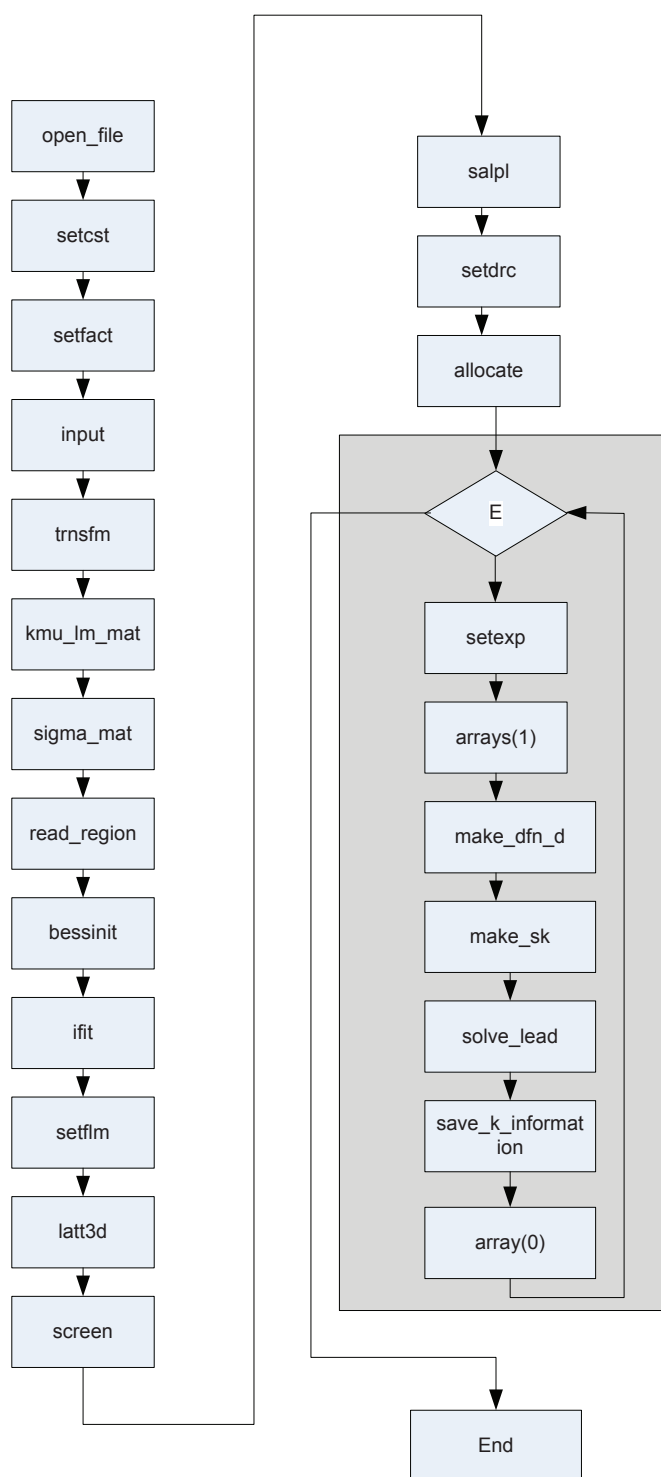 open_file
setcst
setfact
input
trnsfm
kmu_lm_mat
sigma_mat
read_region
bessinit
ifit
setflm
latt3d
screen
salpl
setdrc
allocate
E
setexp
arrays(1)
make_dfn_d
make_sk
solve_lead
save_k_informat
ion
array(0)
End